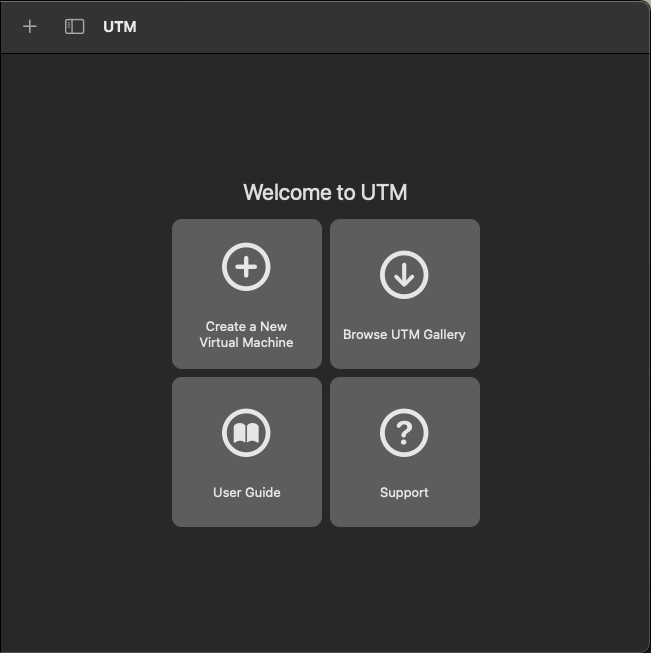 UTM
Welcome to UTM
Create a New
Virtual Machine
Browse UTM Gallery
User Guide
Support